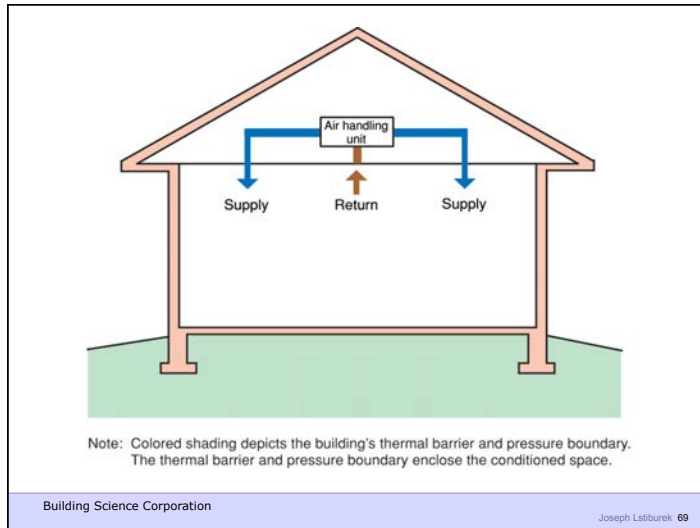 Air handling
unit
Supply
Return
Supply
Note: Colored shading depicts the building's thermal barrier and pressure boundary.
The thermal barrier and pressure boundary enclose the conditioned space.
Building Science Corporation
Joseph Lstiburek 69